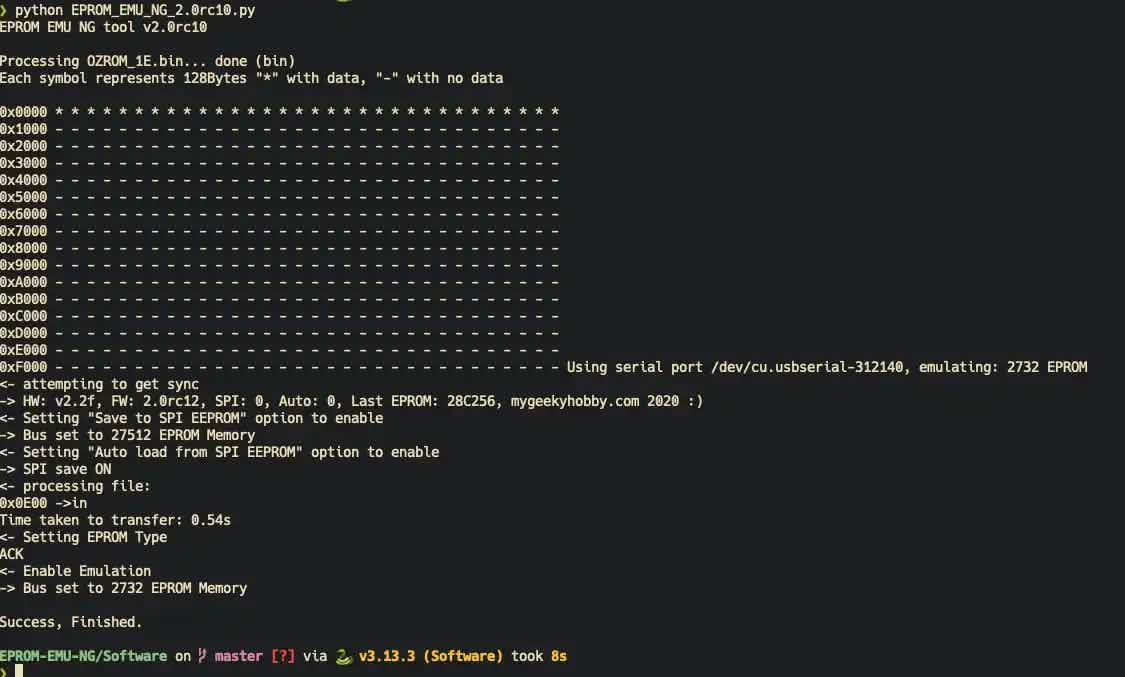 ❯ python EPROM_EMU_NG_2.0rc10.py
EPROM EMU NG tool v2.0rc10
Processing OZROM_1E.bin... done (bin)
Each symbol represents 128Bytes "*" with data, "-" with no data
0x0000 * * * * * * * * * * * * * * * * * * * * * * * * * * * * * * * *
0x1000 - - - - - - - - - - - - - - - - - - - - - - - - - - - - - - - -
0x2000 - - - - - - - - - - - - - - - - - - - - - - - - - - - - - - - -
0x3000 - - - - - - - - - - - - - - - - - - - - - - - - - - - - - - - -
0x4000 - - - - - - - - - - - - - - - - - - - - - - - - - - - - - - - -
0x5000 - - - - - - - - - - - - - - - - - - - - - - - - - - - - - - - -
0x6000 - - - - - - - - - - - - - - - - - - - - - - - - - - - - - - - -
0x7000 - - - - - - - - - - - - - - - - - - - - - - - - - - - - - - - -
0x8000 - - - - - - - - - - - - - - - - - - - - - - - - - - - - - - - -
0x9000 - - - - - - - - - - - - - - - - - - - - - - - - - - - - - - - -
0xA000 - - - - - - - - - - - - - - - - - - - - - - - - - - - - - - - -
0xB000 - - - - - - - - - - - - - - - - - - - - - - - - - - - - - - - -
0xC000 - - - - - - - - - - - - - - - - - - - - - - - - - - - - - - - -
0xD000 - - - - - - - - - - - - - - - - - - - - - - - - - - - - - - - -
0xE000 - - - - - - - - - - - - - - - - - - - - - - - - - - - - - - - -
0xF000 - - - - - - - - - - - - - - - - - - - - - - - - - - - - - - - - Using serial port /dev/cu.usbserial-312140, emulating: 2732 EPROM
<- attempting to get sync
-> HW: v2.2f, FW: 2.0rc12, SPI: 0, Auto: 0, Last EPROM: 28C256, mygeekyhobby.com 2020 :)
<- Setting "Save to SPI EEPROM" option to enable
-> Bus set to 27512 EPROM Memory
<- Setting "Auto load from SPI EEPROM" option to enable
-> SPI save ON
<- processing file:
0x0E00 ->in
Time taken to transfer: 0.54s
<- Setting EPROM Type
ACK
<- Enable Emulation
-> Bus set to 2732 EPROM Memory
Success, Finished.
EPROM-EMU-NG/Software on master [?] via 🐍 v3.13.3 (Software) took 8s
❯